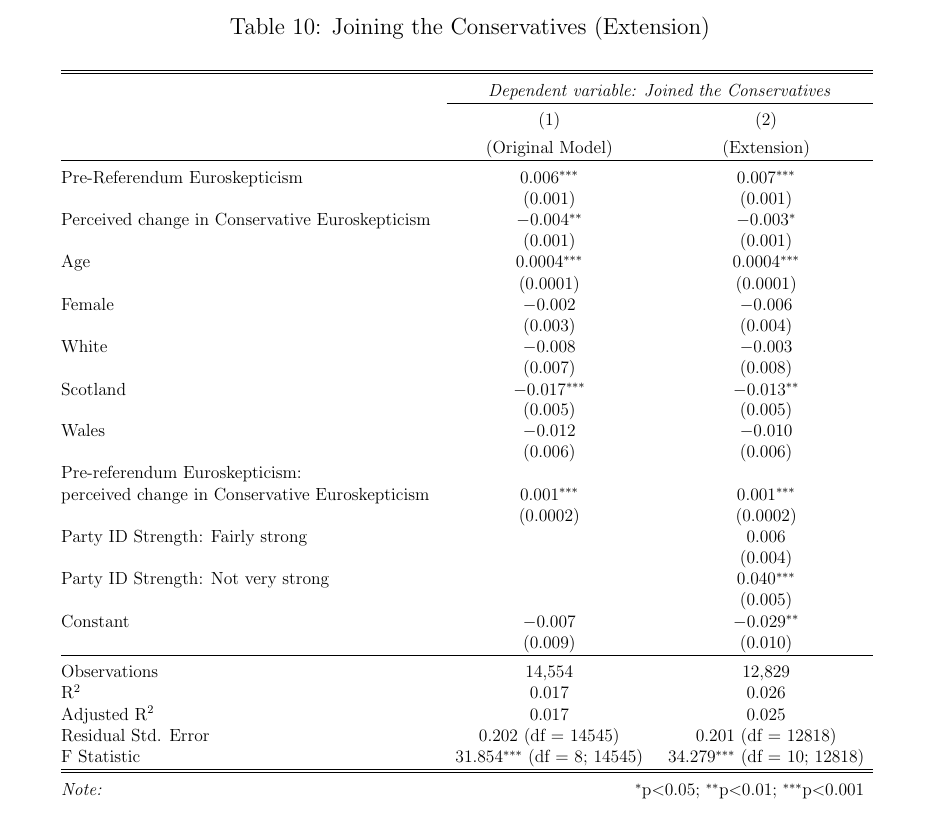 Table 10: Joining the Conservatives (Extension)
Dependent variable: Joined the Conservatives
(1) (2)
(Original Model) (Extension)
Pre-Referendum Euroskepticism 0.006*** 0.007***
(0.001) (0.001)
Perceived change in Conservative Euroskepticism −0.004** −0.003*
(0.001) (0.001)
Age 0.0004*** 0.0004***
(0.0001) (0.0001)
Female −0.002 −0.006
(0.003) (0.004)
White −0.008 −0.003
(0.007) (0.008)
Scotland −0.017*** −0.013**
(0.005) (0.005)
Wales −0.012 −0.010
(0.006) (0.006)
Pre-referendum Euroskepticism:
perceived change in Conservative Euroskepticism 0.001*** 0.001***
(0.0002) (0.0002)
Party ID Strength: Fairly strong 0.006
(0.004)
Party ID Strength: Not very strong 0.040***
(0.005)
Constant −0.007 −0.029**
(0.009) (0.010)
Observations 14,554 12,829
R² 0.017 0.026
Adjusted R² 0.017 0.025
Residual Std. Error 0.202 (df = 14545) 0.201 (df = 12818)
F Statistic 31.854*** (df = 8; 14545) 34.279*** (df = 10; 12818)
Note: *p<0.05; **p<0.01; ***p<0.001